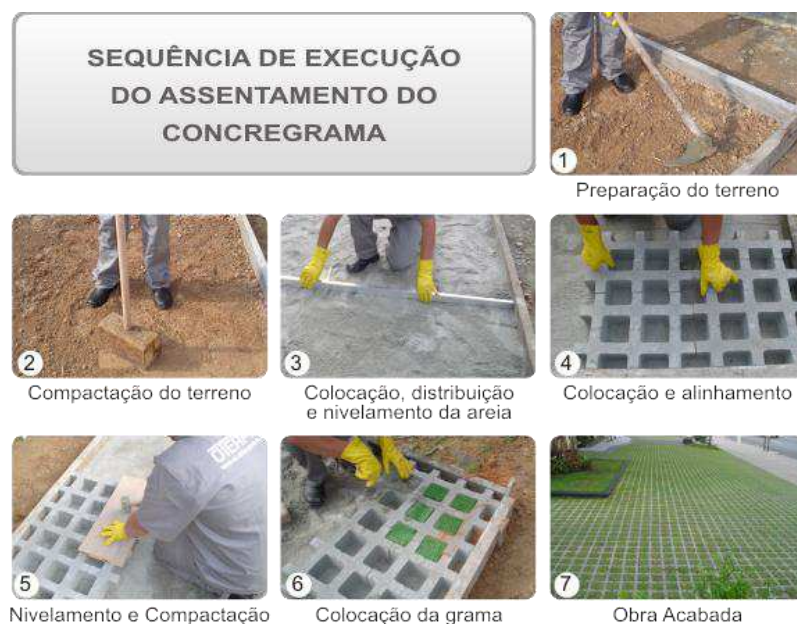 SEQUÊNCIA DE EXECUÇÃO
DO ASSENTAMENTO DO
CONCREGRAMA
1
Preparação do terreno
2
Compactação do terreno
3
Colocação, distribuição
e nivelamento da areia
4
Colocação e alinhamento
5
Nivelamento e Compactação
6
Colocação da grama
7
Obra Acabada